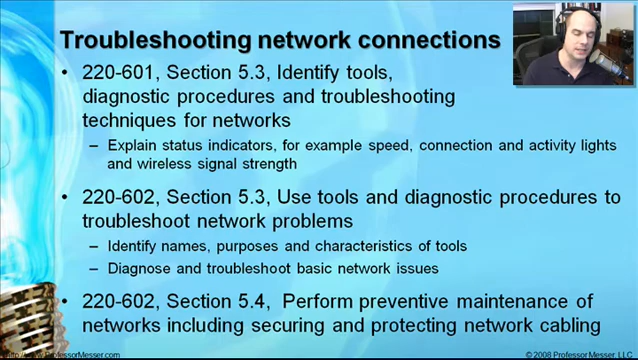 Troubleshooting network connections
• 220-601, Section 5.3, Identify tools,
diagnostic procedures and troubleshooting
techniques for networks
– Explain status indicators, for example speed, connection and activity lights
and wireless signal strength
• 220-602, Section 5.3, Use tools and diagnostic procedures to
troubleshoot network problems
– Identify names, purposes and characteristics of tools
– Diagnose and troubleshoot basic network issues
• 220-602, Section 5.4, Perform preventive maintenance of
networks including securing and protecting network cabling
http://www.ProfessorMesser.com
© 2008 Professor Messer, LLC